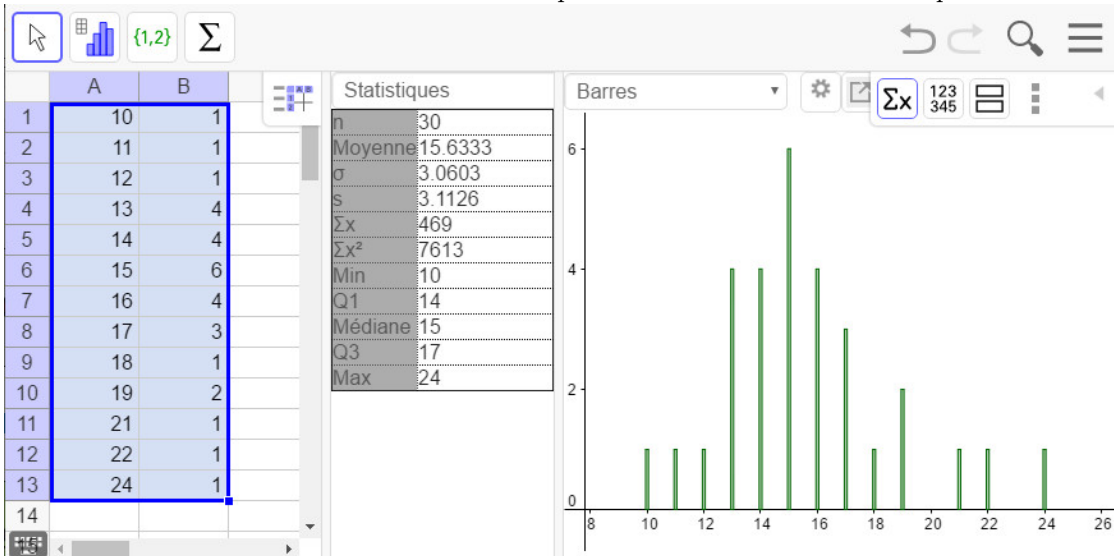 {1,2} Σ
A B Statistiques Barres Σx 123
345
1 10 1 n 30
2 11 1 Moyenne 15.6333
3 12 1 σ 3.0603
4 13 4 s 3.1126
5 14 4 Σx 469
6 15 6 Σx² 7613
7 16 4 Min 10
8 17 3 Q1 14
9 18 1 Médiane 15
10 19 2 Q3 17
11 21 1 Max 24
12 22 1
13 24 1
14
6
4
2
0
8 10 12 14 16 18 20 22 24 26